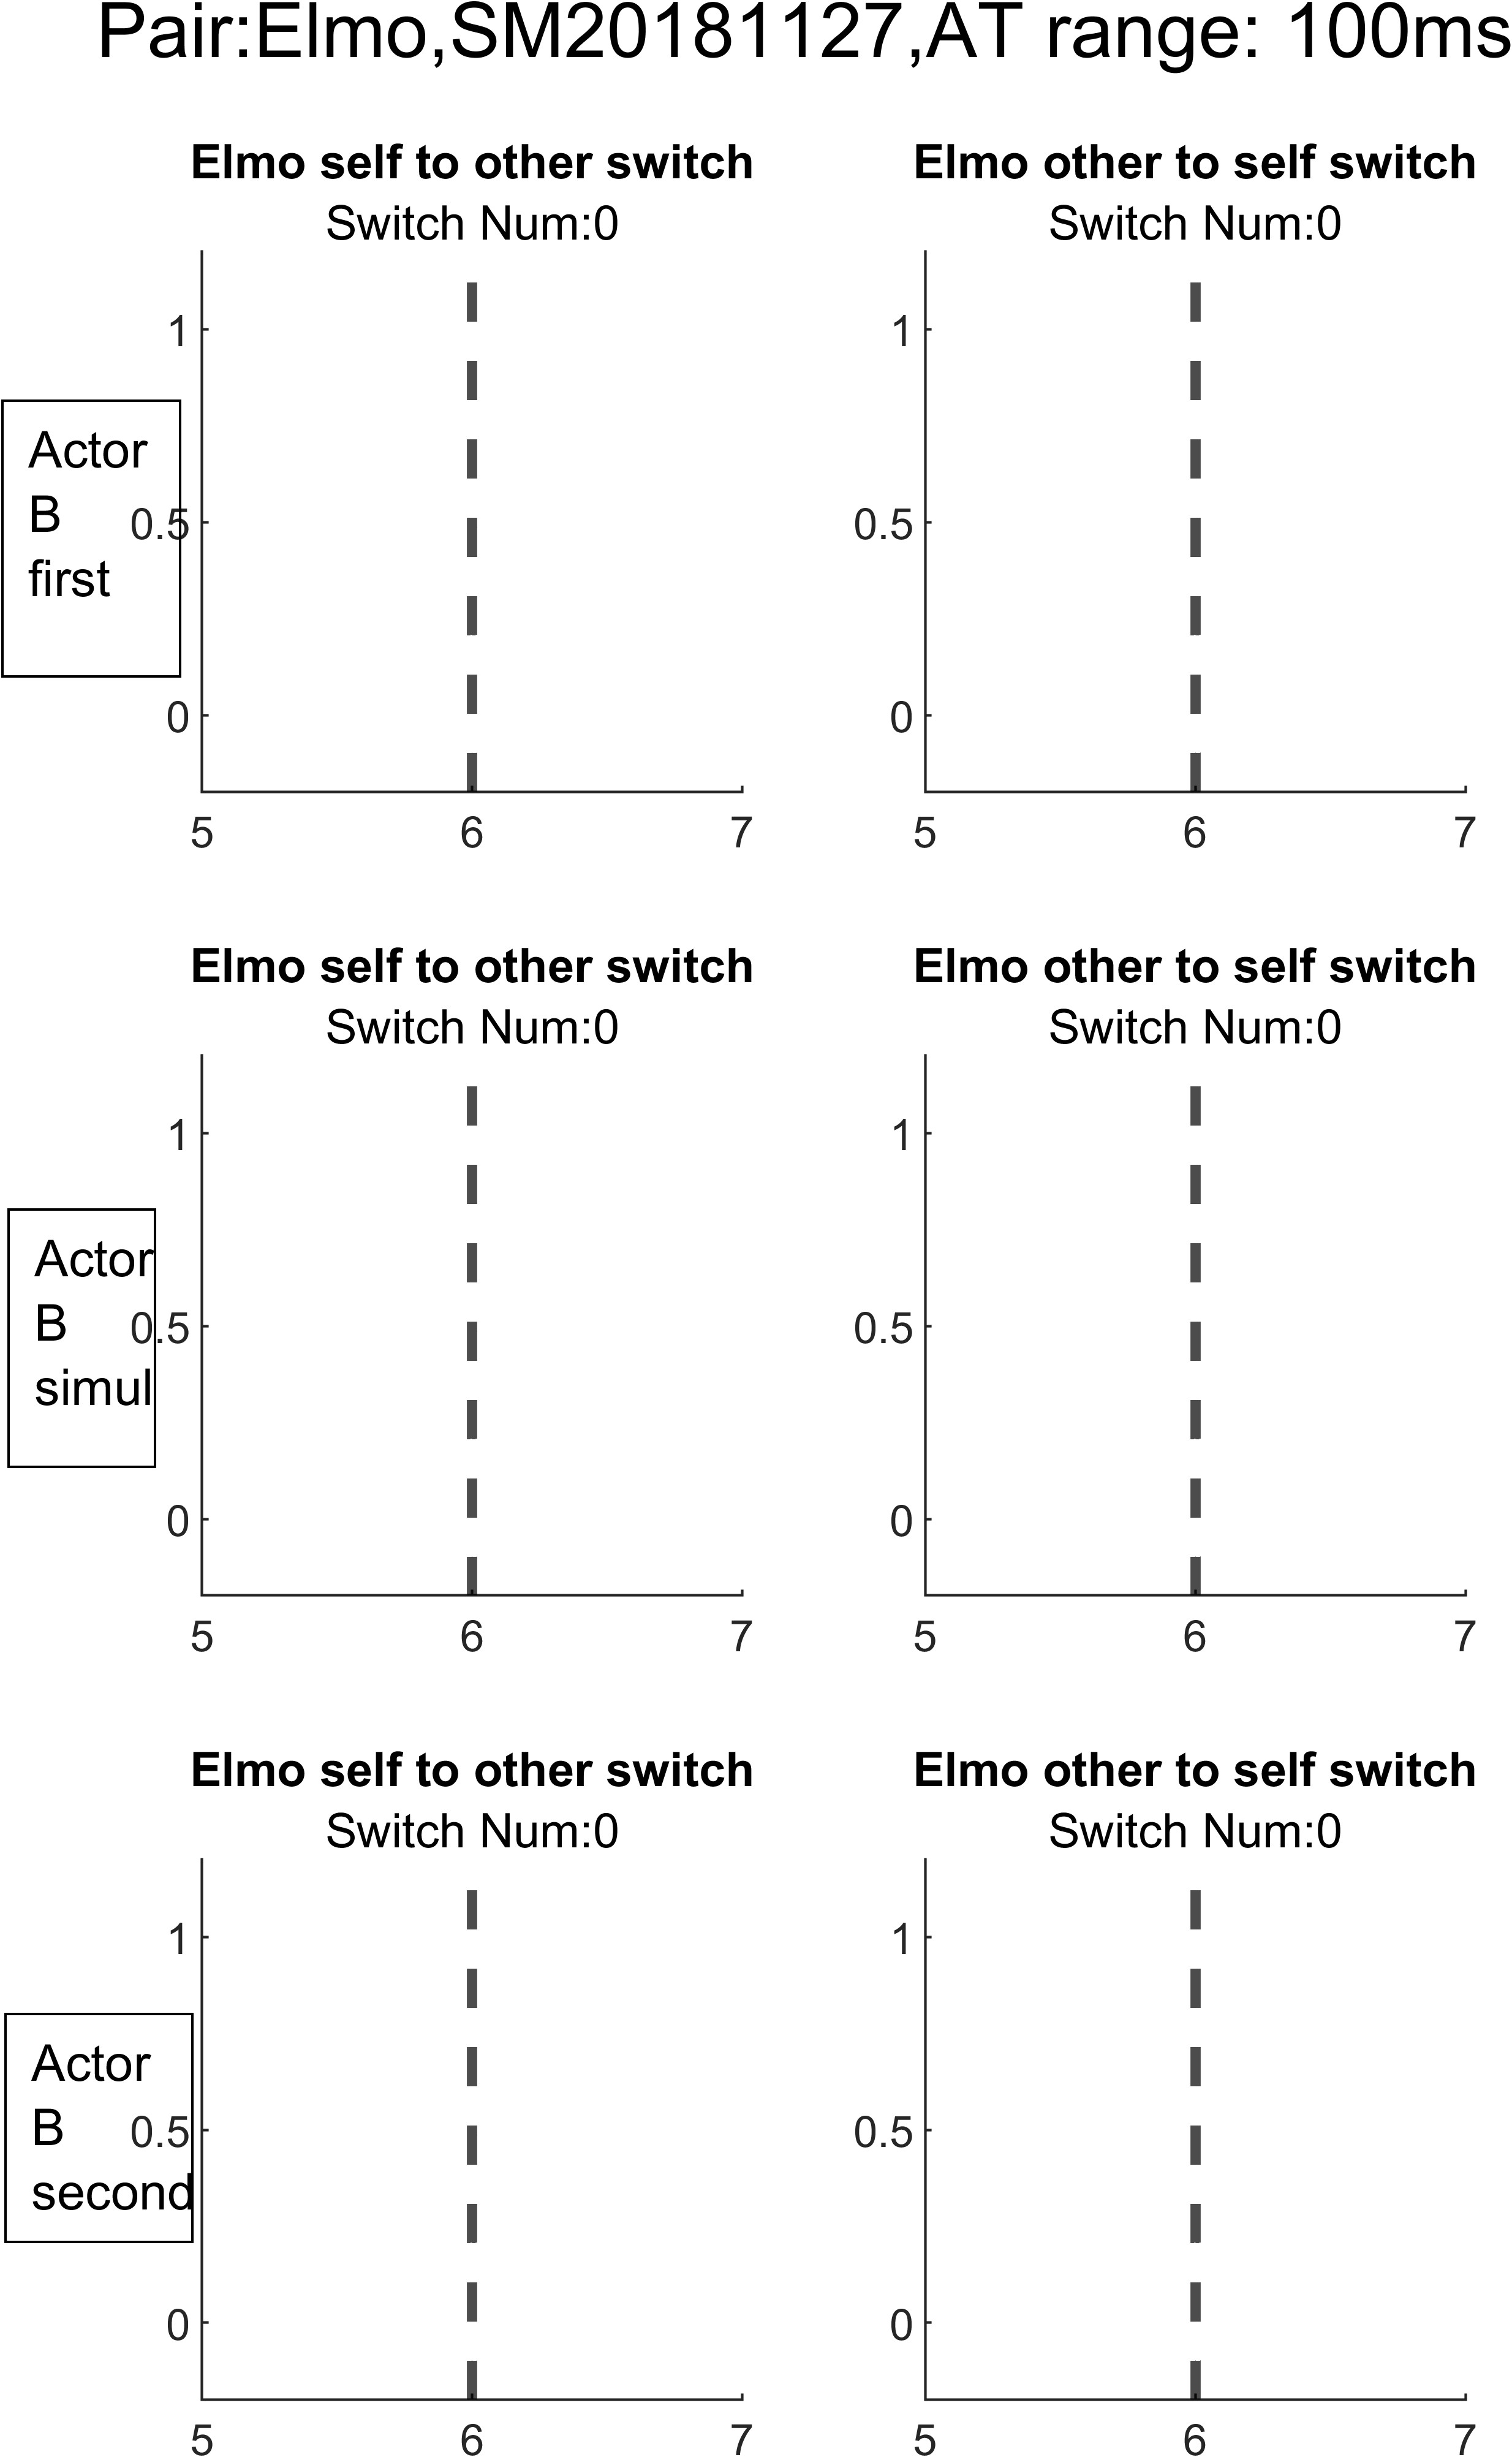 Pair:Elmo,SM20181127,AT range: 100ms
Elmo self to other switch
Switch Num:0
Elmo other to self switch
Switch Num:0
Actor
B
first
1
0.5
0
5 6 7
1
0.5
0
5 6 7
Elmo self to other switch
Switch Num:0
Elmo other to self switch
Switch Num:0
Actor
B
simul
1
0.5
0
5 6 7
1
0.5
0
5 6 7
Elmo self to other switch
Switch Num:0
Elmo other to self switch
Switch Num:0
Actor
B
second
1
0.5
0
5 6 7
1
0.5
0
5 6 7